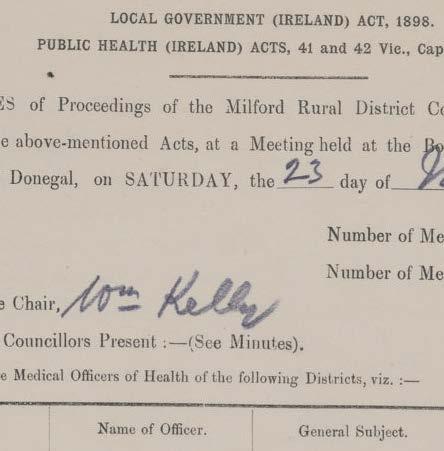 LOCAL GOVERNMENT (IRELAND) ACT, 1898.
PUBLIC HEALTH (IRELAND) ACTS, 41 and 42 Vic., Cap
ES of Proceedings of the Milford Rural District Co
e above-mentioned Acts, at a Meeting held at the Bo
Donegal, on SATURDAY, the 23 day of
Number of Me
Number of Me
e Chair, Wm Kelly
Councillors Present :—(See Minutes).
e Medical Officers of Health of the following Districts, viz. :—
Name of Officer. General Subject.